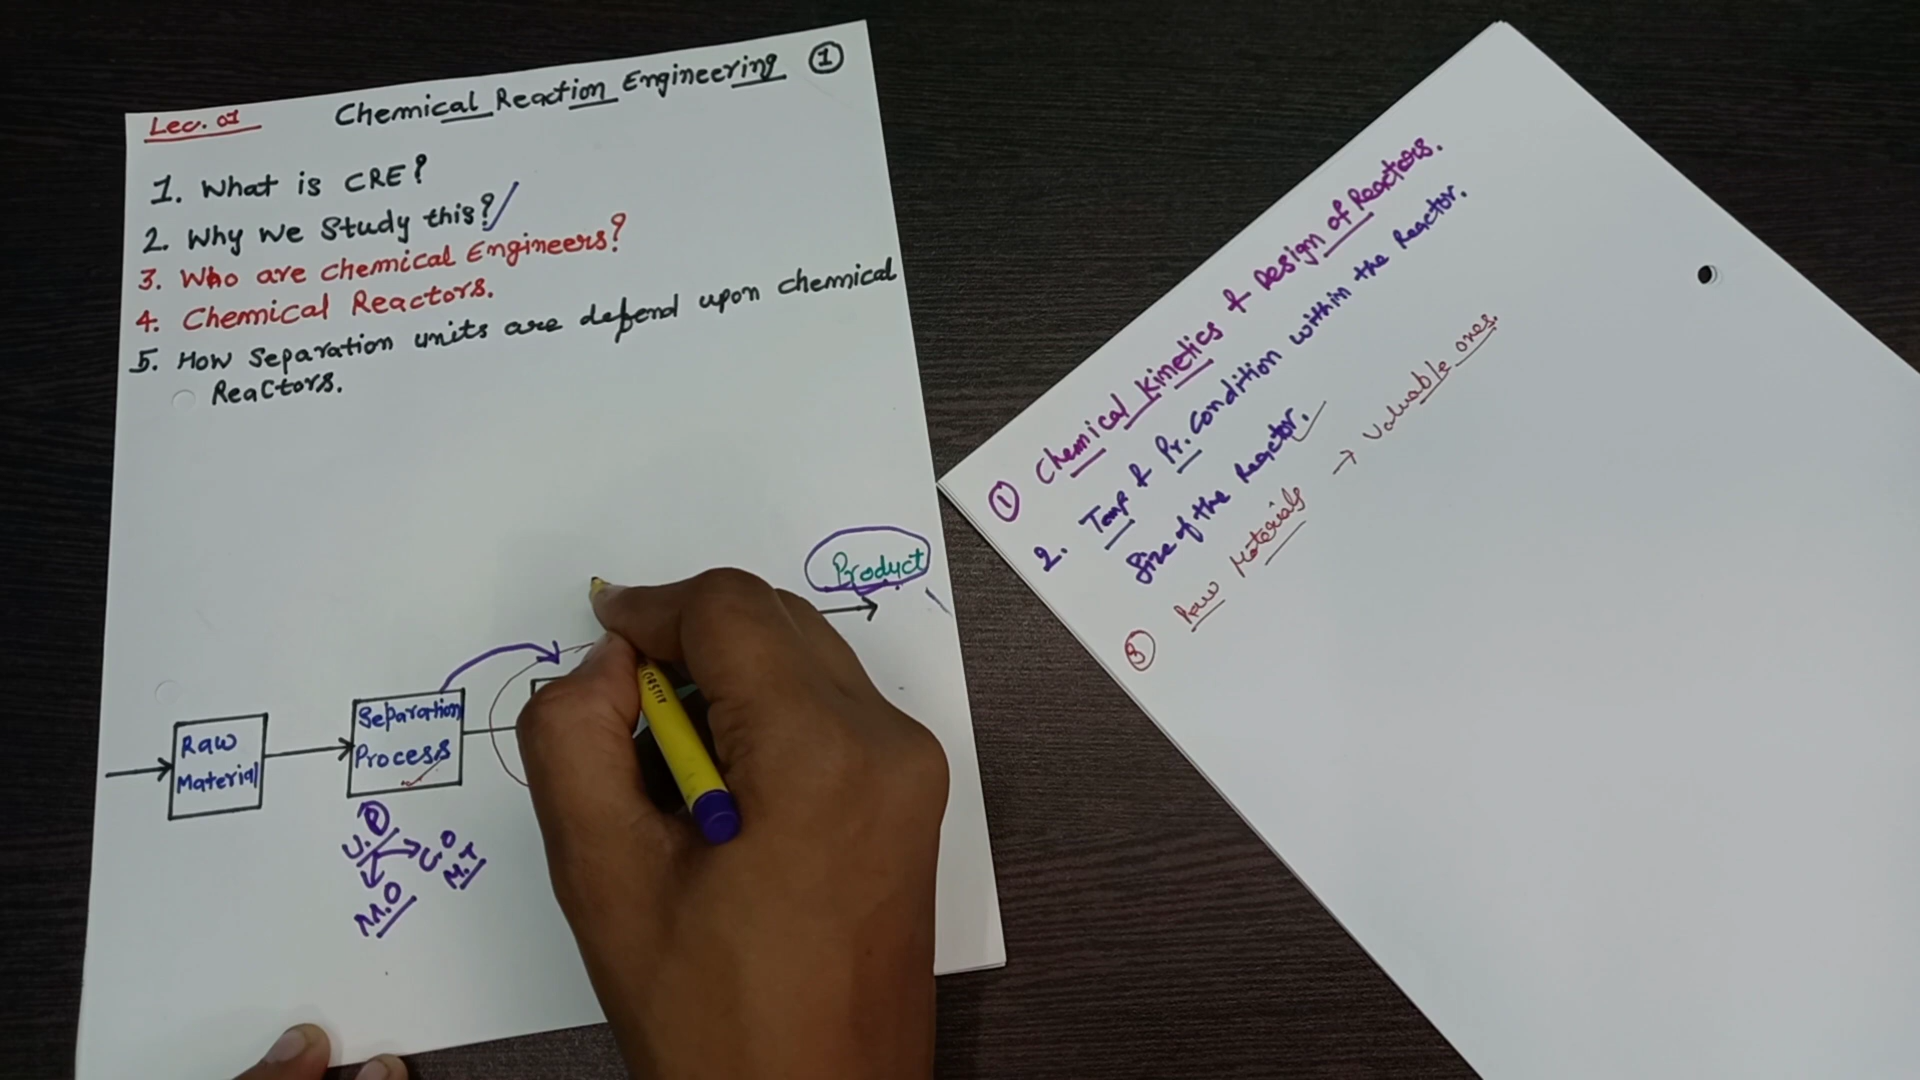 Lec. 01 Chemical Reaction Engineering ①
1. What is CRE?
2. Why We Study this?
3. Who are chemical Engineers?
4. Chemical Reactors.
5. How Separation units are defend upon chemical
Reactors.
Product
Raw
Material
Separation
Process
U.P
U.O
M.T
M.O
① Chemical Kinetics & Design of Reactors.
2. Temp & Pr. Condition within the Reactor.
Size of the Reactor.
③ Raw Materials → Valuable ones.